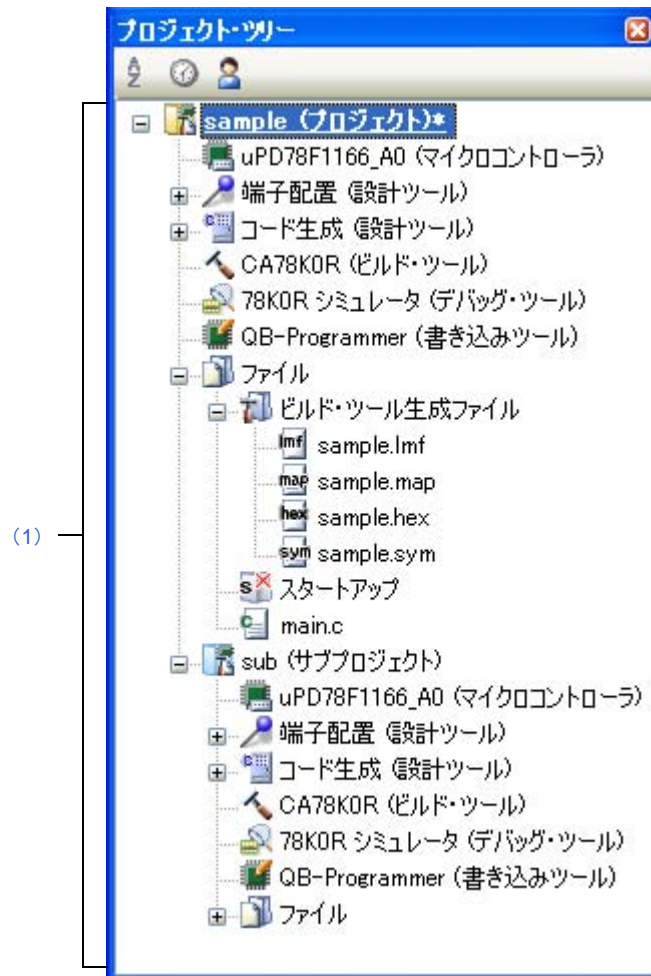 プロジェクト・ツリー
sample (プロジェクト)*
uPD78F1166_A0 (マイクロコントローラ)
端子配置 (設計ツール)
コード生成 (設計ツール)
CA78K0R (ビルド・ツール)
78K0R シミュレータ (デバッグ・ツール)
QB-Programmer (書き込みツール)
ファイル
ビルド・ツール生成ファイル
lmf sample.lmf
map sample.map
hex sample.hex
sym sample.sym
スタートアップ
main.c
sub (サブプロジェクト)
uPD78F1166_A0 (マイクロコントローラ)
端子配置 (設計ツール)
コード生成 (設計ツール)
CA78K0R (ビルド・ツール)
78K0R シミュレータ (デバッグ・ツール)
QB-Programmer (書き込みツール)
ファイル
(1)